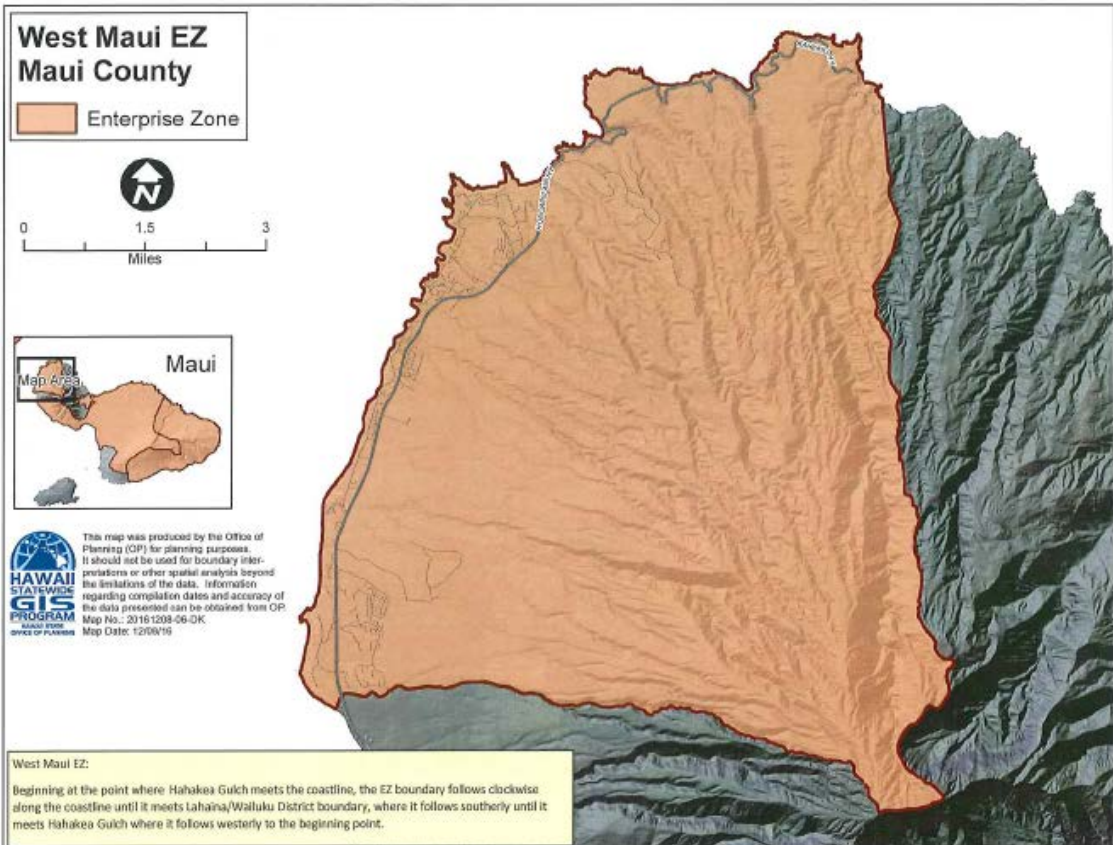 West Maui EZ
Maui County
Enterprise Zone
N
0 1.5 3
Miles
Maui
Map Area
HAWAII
STATEWIDE
GIS
PROGRAM
HAWAII STATE
OFFICE OF PLANNING
This map was produced by the Office of
Planning (OP) for planning purposes.
It should not be used for boundary inter-
pretations or other spatial analysis beyond
the limitations of the data. Information
regarding compilation dates and accuracy of
the data presented can be obtained from OP.
Map No.: 20161208-06-DK
Map Date: 12/08/16
West Maui EZ:
Beginning at the point where Hahakea Gulch meets the coastline, the EZ boundary follows clockwise
along the coastline until it meets Lahaina/Wailuku District boundary, where it follows southerly until it
meets Hahakea Gulch where it follows westerly to the beginning point.